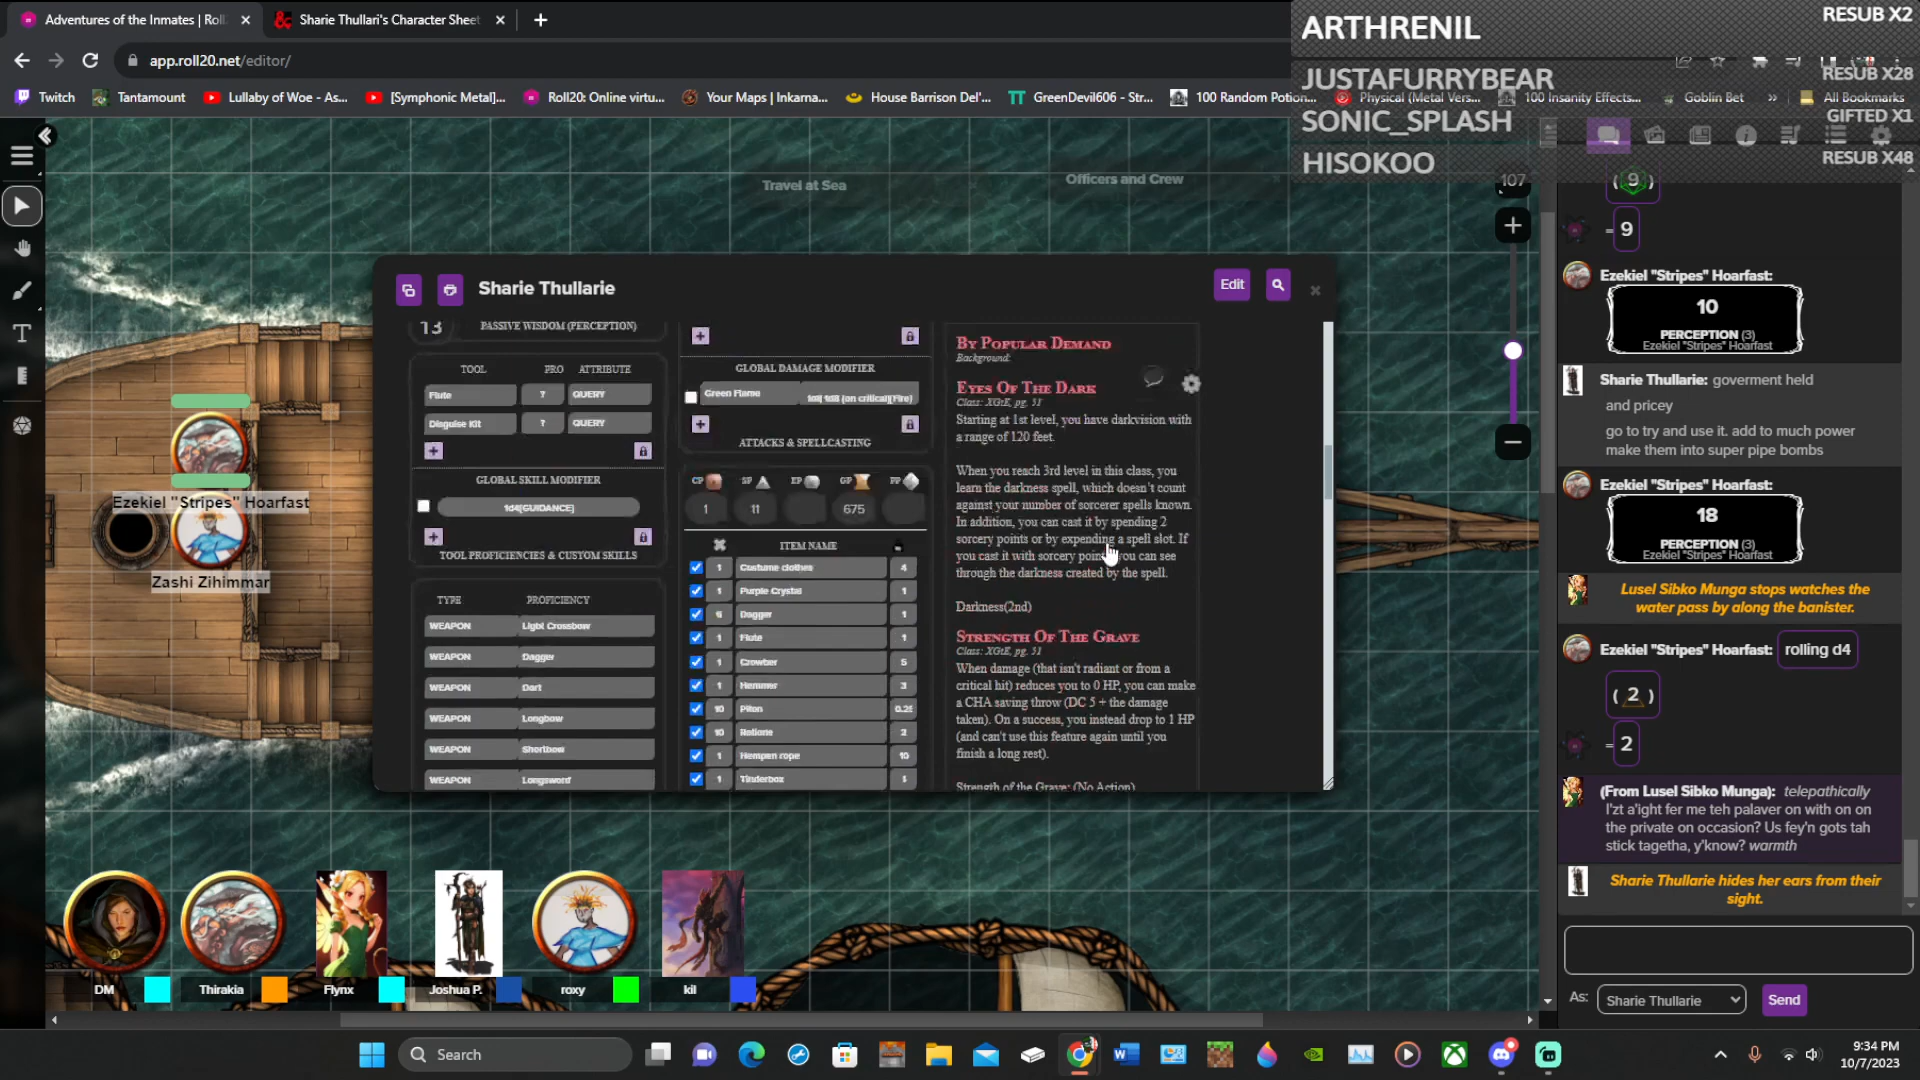 Adventures of the Inmates | Roll
Sharie Thullari's Character Sheet
app.roll20.net/editor/
ARTHRENIL
RESUB X2
JUSTAFURRYBEAR
RESUB X28
SONIC_SPLASH
GIFTED X1
HISOKOO
RESUB X48
Twitch
Tantamount
Lullaby of Woe - As...
[Symphonic Metal]...
Roll20: Online virtu...
Your Maps | Inkarna...
House Barrison Del'...
GreenDevil606 - Str...
100 Random Potion...
Physical (Metal Vers...
100 Insanity Effects...
Goblin Bet
All Bookmarks
Travel at Sea
Officers and Crew
107
Sharie Thullarie
Edit
13
PASSIVE WISDOM (PERCEPTION)
TOOL
PRO
ATTRIBUTE
Flute
?
QUERY
Disguise Kit
?
QUERY
GLOBAL SKILL MODIFIER
1d4[GUIDANCE]
TOOL PROFICIENCIES & CUSTOM SKILLS
TYPE
PROFICIENCY
WEAPON
Light Crossbow
WEAPON
Dagger
WEAPON
Dart
WEAPON
Longbow
WEAPON
Shortbow
WEAPON
Longsword
GLOBAL DAMAGE MODIFIER
Green Flame
1d8| 1d8 (on critical)[Fire]
ATTACKS & SPELLCASTING
CP
SP
EP
GP
PP
1
11
675
ITEM NAME
1
Custume clothes
4
1
Purple Crystal
1
Dagger
1
1
Flute
1
1
Crowbar
5
1
Hammer
3
10
Piton
0.25
10
Rations
2
1
Hempen rope
10
1
Tinderbox
1
By Popular Demand
Background:
Eyes Of The Dark
Class: XGtE, pg. 51
Starting at 1st level, you have darkvision with
a range of 120 feet.
When you reach 3rd level in this class, you
learn the darkness spell, which doesn't count
against your number of sorcerer spells known.
In addition, you can cast it by spending 2
sorcery points or by expending a spell slot. If
you cast it with sorcery points, you can see
through the darkness created by the spell.
Darkness(2nd)
Strength Of The Grave
Class: XGtE, pg. 51
When damage (that isn't radiant or from a
critical hit) reduces you to 0 HP, you can make
a CHA saving throw (DC 5 + the damage
taken). On a success, you instead drop to 1 HP
(and can't use this feature again until you
finish a long rest).
Strength of the Grave: (No Action)
Ezekiel "Stripes" Hoarfast
Zashi Zihimmar
DM
Thirakia
Flynx
Joshua P.
roxy
kil
(9)
=9
Ezekiel "Stripes" Hoarfast:
10
PERCEPTION (3)
Ezekiel "Stripes" Hoarfast
Sharie Thullarie: goverment held
and pricey
go to try and use it. add to much power
make them into super pipe bombs
Ezekiel "Stripes" Hoarfast:
18
PERCEPTION (3)
Ezekiel "Stripes" Hoarfast
Lusel Sibko Munga stops watches the
water pass by along the banister.
Ezekiel "Stripes" Hoarfast: rolling d4
(2)
=2
(From Lusel Sibko Munga): telepathically
I'zt a'ight fer me teh palaver on with on on
the private on occasion? Us fey'n gots tah
stick tagetha, y'know? warmth
Sharie Thullarie hides her ears from their
sight.
As:
Sharie Thullarie
Send
Search
9:34 PM
10/7/2023